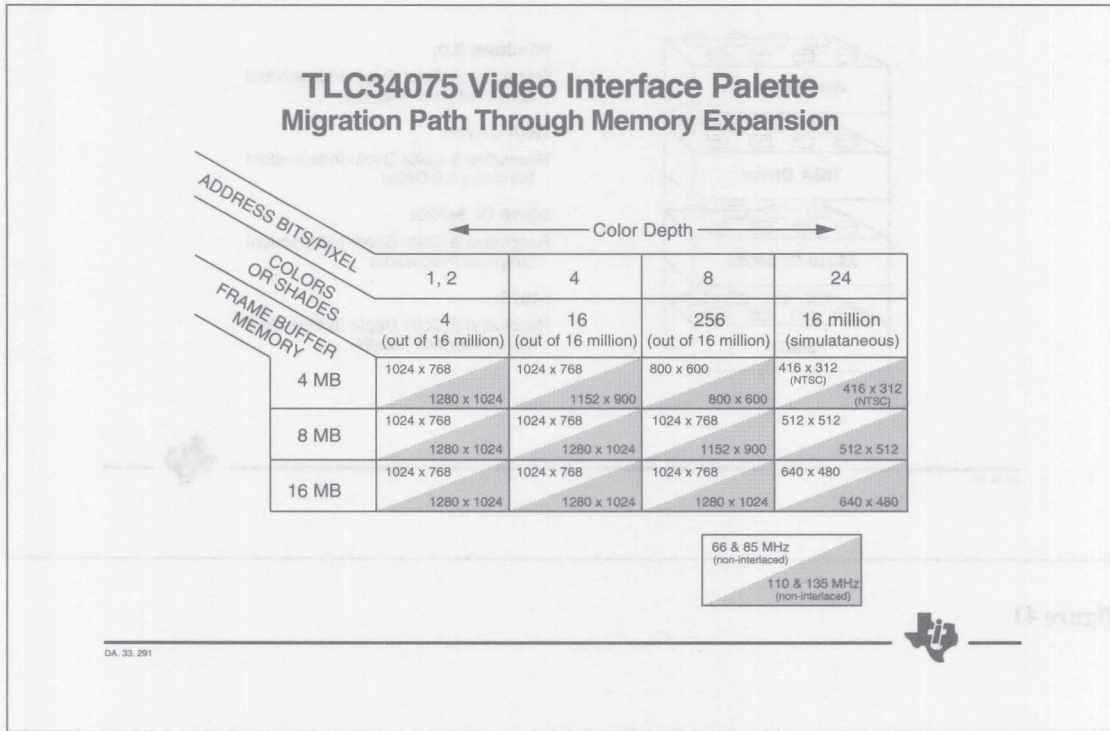 TLC34075 Video Interface Palette
Migration Path Through Memory Expansion
ADDRESS BITS/PIXEL
COLORS
OR SHADES
FRAME BUFFER
MEMORY
Color Depth
1, 2 4 8 24
4 16 256 16 million
(out of 16 million) (out of 16 million) (out of 16 million) (simulataneous)
4 MB
1024 x 768 1024 x 768 800 x 600 416 x 312
(NTSC)
1280 x 1024 1152 x 900 800 x 600 416 x 312
(NTSC)
8 MB
1024 x 768 1024 x 768 1024 x 768 512 x 512
1280 x 1024 1280 x 1024 1152 x 900 512 x 512
16 MB
1024 x 768 1024 x 768 1024 x 768 640 x 480
1280 x 1024 1280 x 1024 1280 x 1024 640 x 480
66 & 85 MHz
(non-interlaced)
110 & 135 MHz
(non-interlaced)
DA. 33. 291